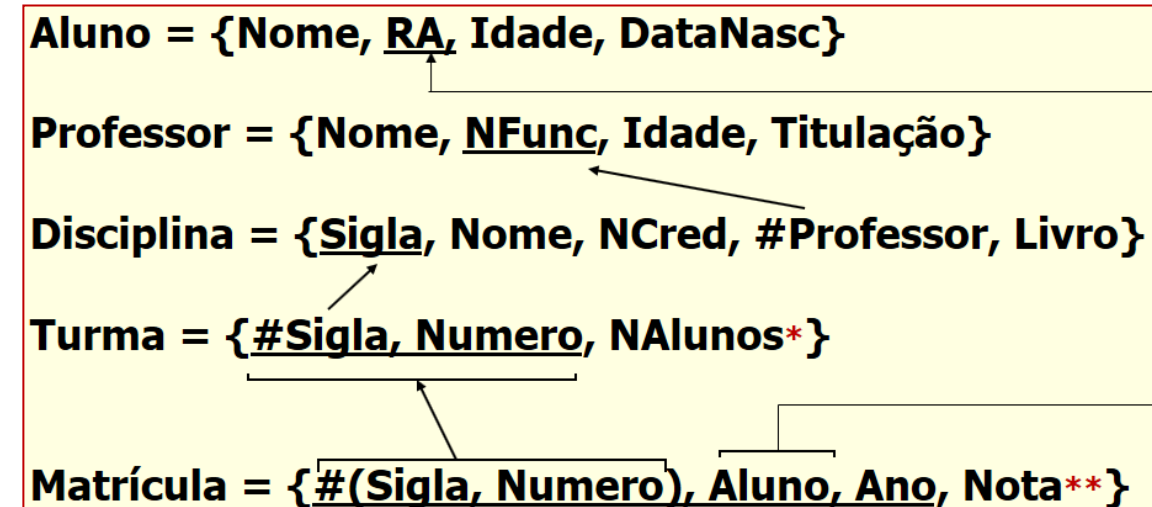 Aluno = {Nome, RA, Idade, DataNasc}
Professor = {Nome, NFunc, Idade, Titulação}
Disciplina = {Sigla, Nome, NCred, #Professor, Livro}
Turma = {#Sigla, Numero, NAlunos*}
Matrícula = {#(Sigla, Numero), Aluno, Ano, Nota**}